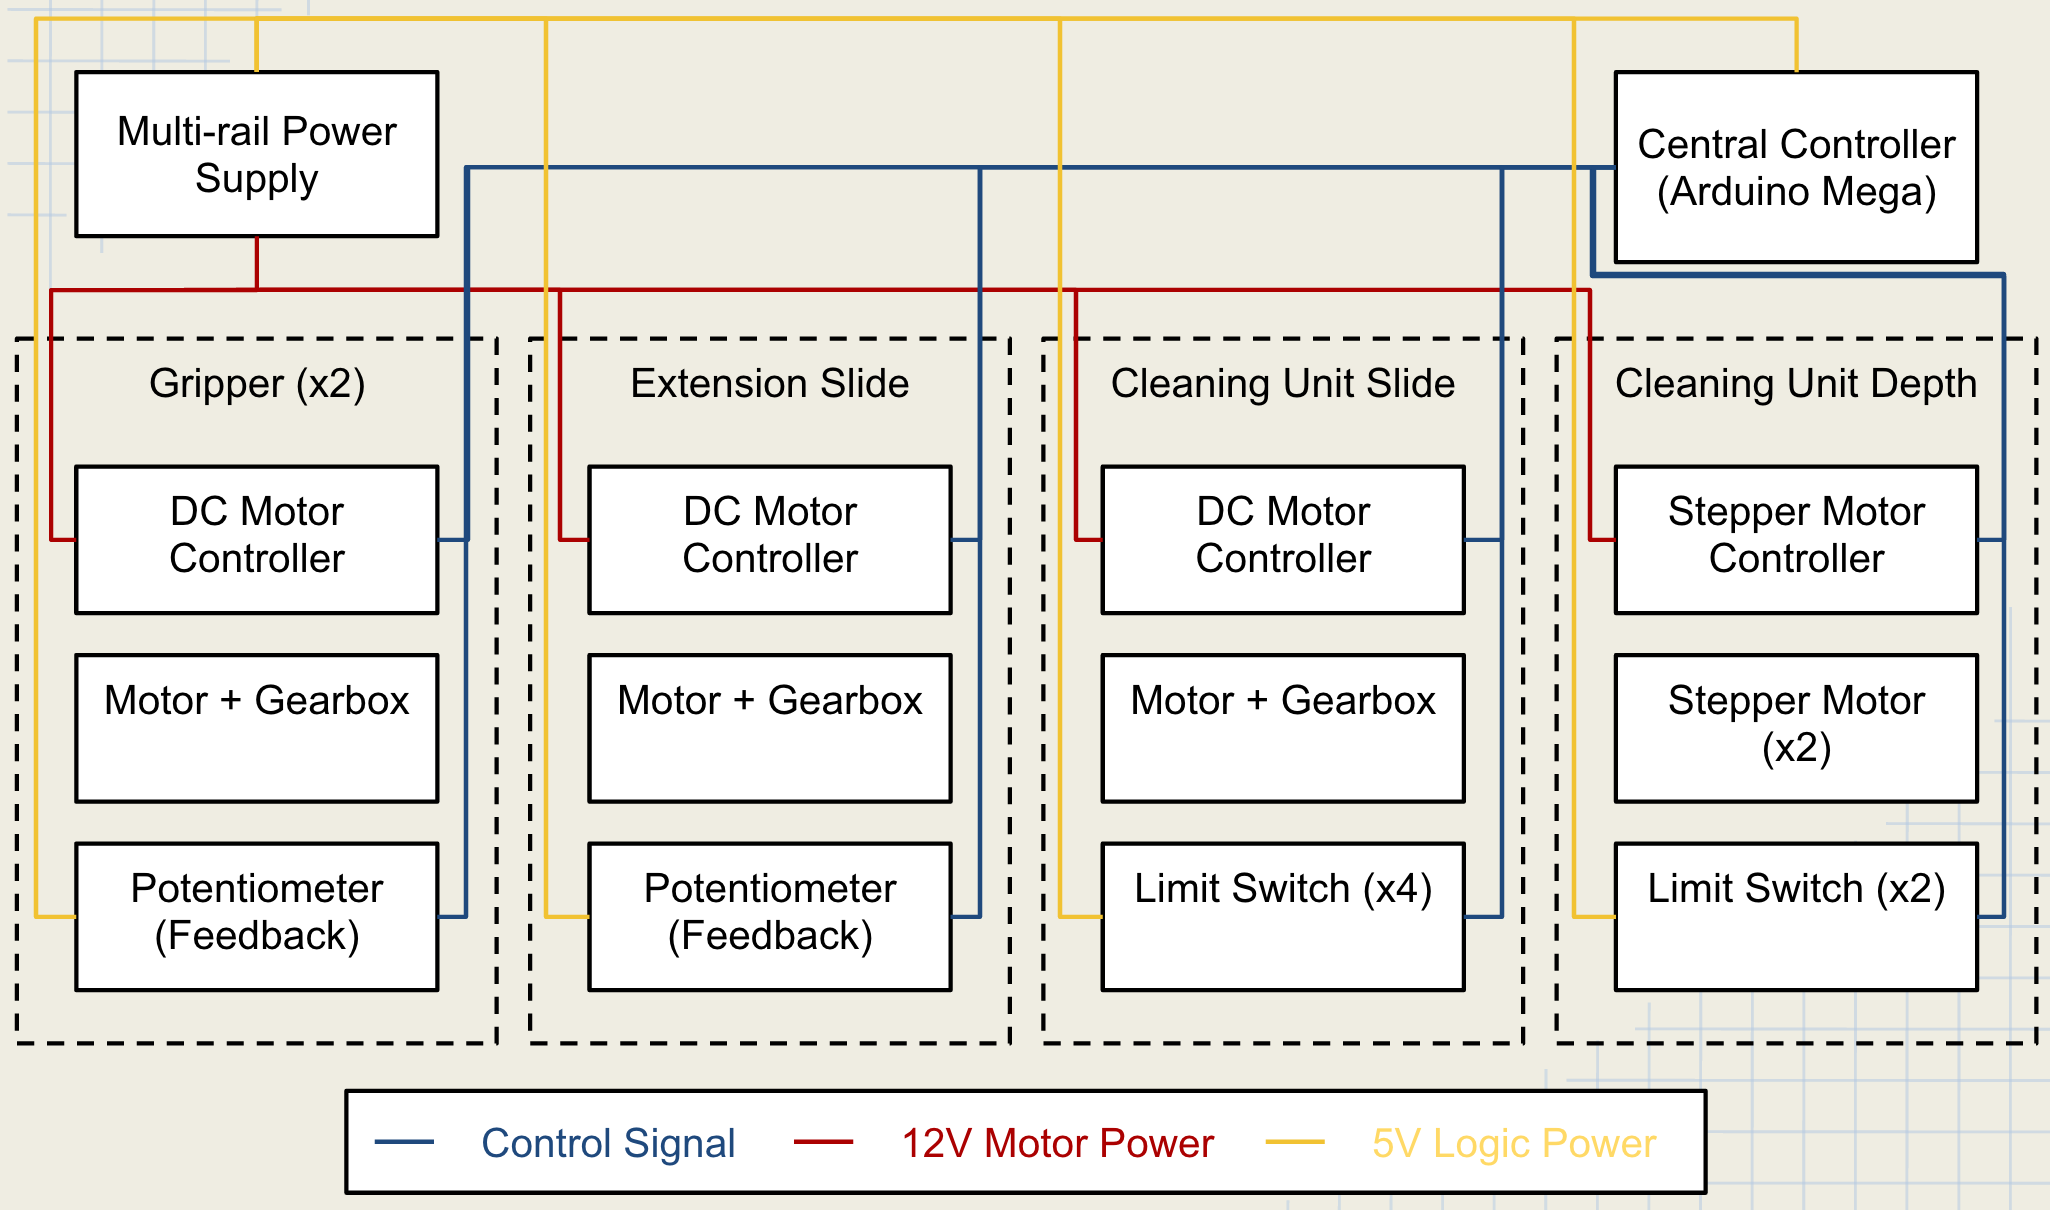 Multi-rail Power
Supply
Central Controller
(Arduino Mega)
Gripper (x2)
DC Motor
Controller
Motor + Gearbox
Potentiometer
(Feedback)
Extension Slide
DC Motor
Controller
Motor + Gearbox
Potentiometer
(Feedback)
Cleaning Unit Slide
DC Motor
Controller
Motor + Gearbox
Limit Switch (x4)
Cleaning Unit Depth
Stepper Motor
Controller
Stepper Motor
(x2)
Limit Switch (x2)
Control Signal
12V Motor Power
5V Logic Power